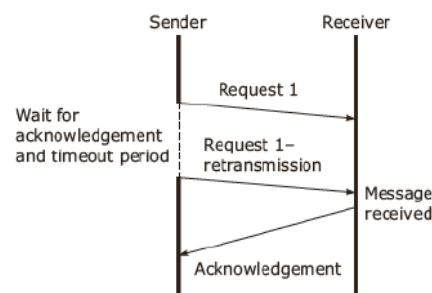 Sender
Receiver
Request 1
Wait for
acknowledgement
and timeout period
Request 1–
retransmission
Message
received
Acknowledgement